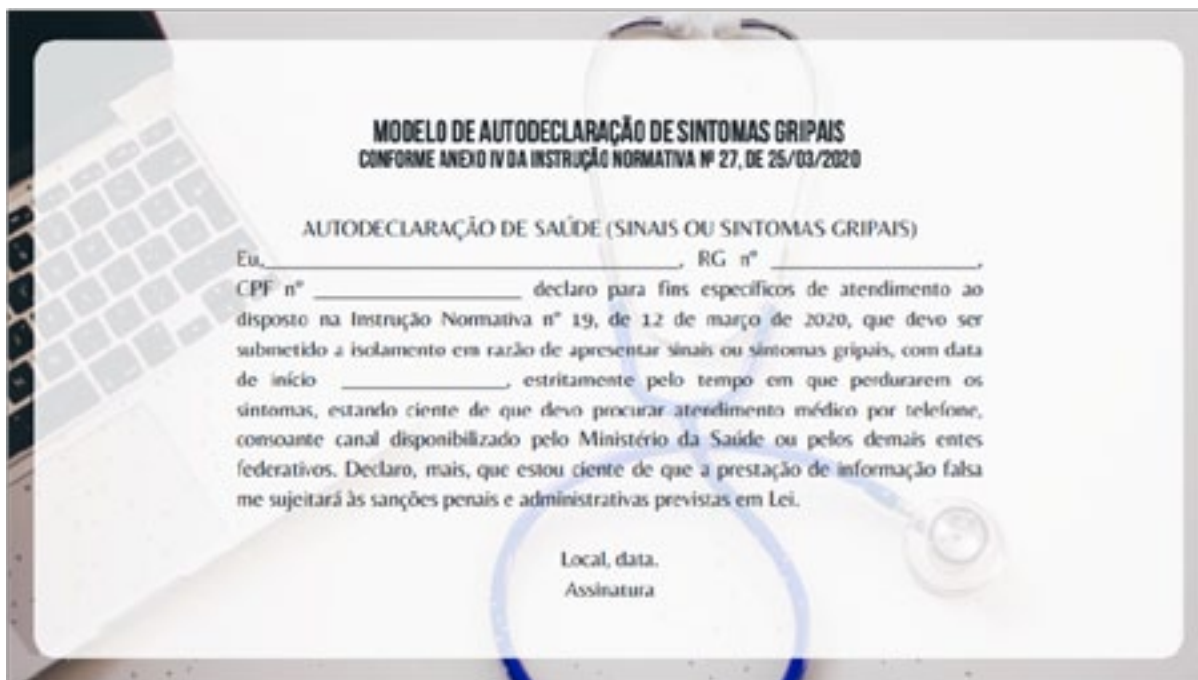 MODELO DE AUTODECLARAÇÃO DE SINTOMAS GRIPAIS
CONFORME ANEXO IV DA INSTRUÇÃO NORMATIVA Nº 27, DE 25/03/2020
AUTODECLARAÇÃO DE SAÚDE (SINAIS OU SINTOMAS GRIPAIS)
Eu,____________________________________, RG nº __________________,
CPF nº __________________ declaro para fins específicos de atendimento ao
disposto na Instrução Normativa nº 19, de 12 de março de 2020, que devo ser
submetido a isolamento em razão de apresentar sinais ou sintomas gripais, com data
de início _______________, estritamente pelo tempo em que perdurarem os
sintomas, estando ciente de que devo procurar atendimento médico por telefone,
consoante canal disponibilizado pelo Ministério da Saúde ou pelos demais entes
federativos. Declaro, mais, que estou ciente de que a prestação de informação falsa
me sujeitará às sanções penais e administrativas previstas em Lei.
Local, data.
Assinatura